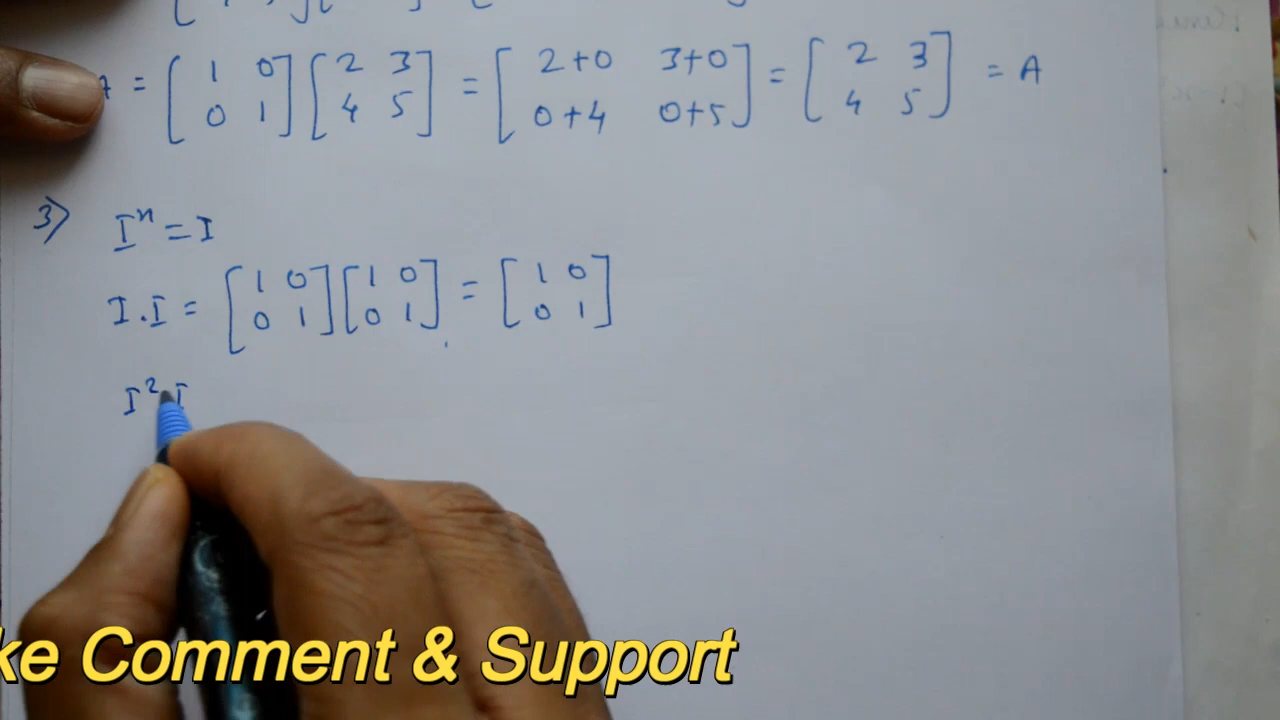 A = [1 0 0 1] [2 3 4 5] = [2+0 3+0 0+4 0+5] = [2 3 4 5] = A
3) Iⁿ = I
I.I = [1 0 0 1] [1 0 0 1] = [1 0 0 1]
I² I
ke Comment & Support